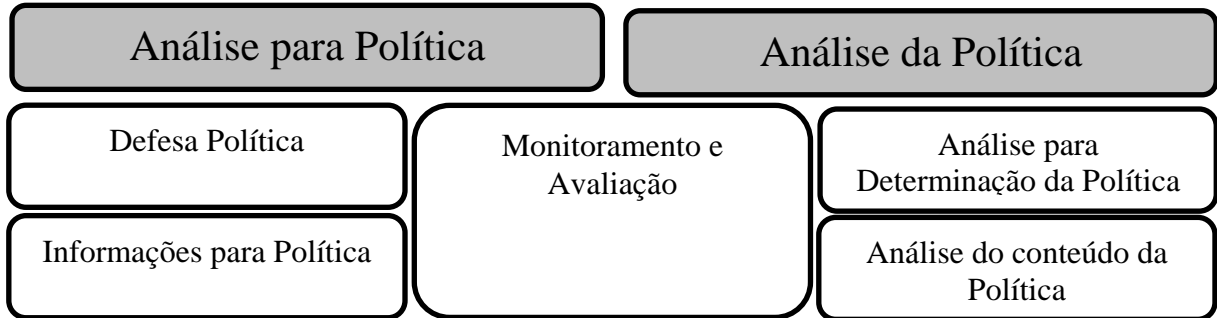 Análise para Política
Análise da Política
Defesa Política
Informações para Política
Monitoramento e
Avaliação
Análise para
Determinação da Política
Análise do conteúdo da
Política